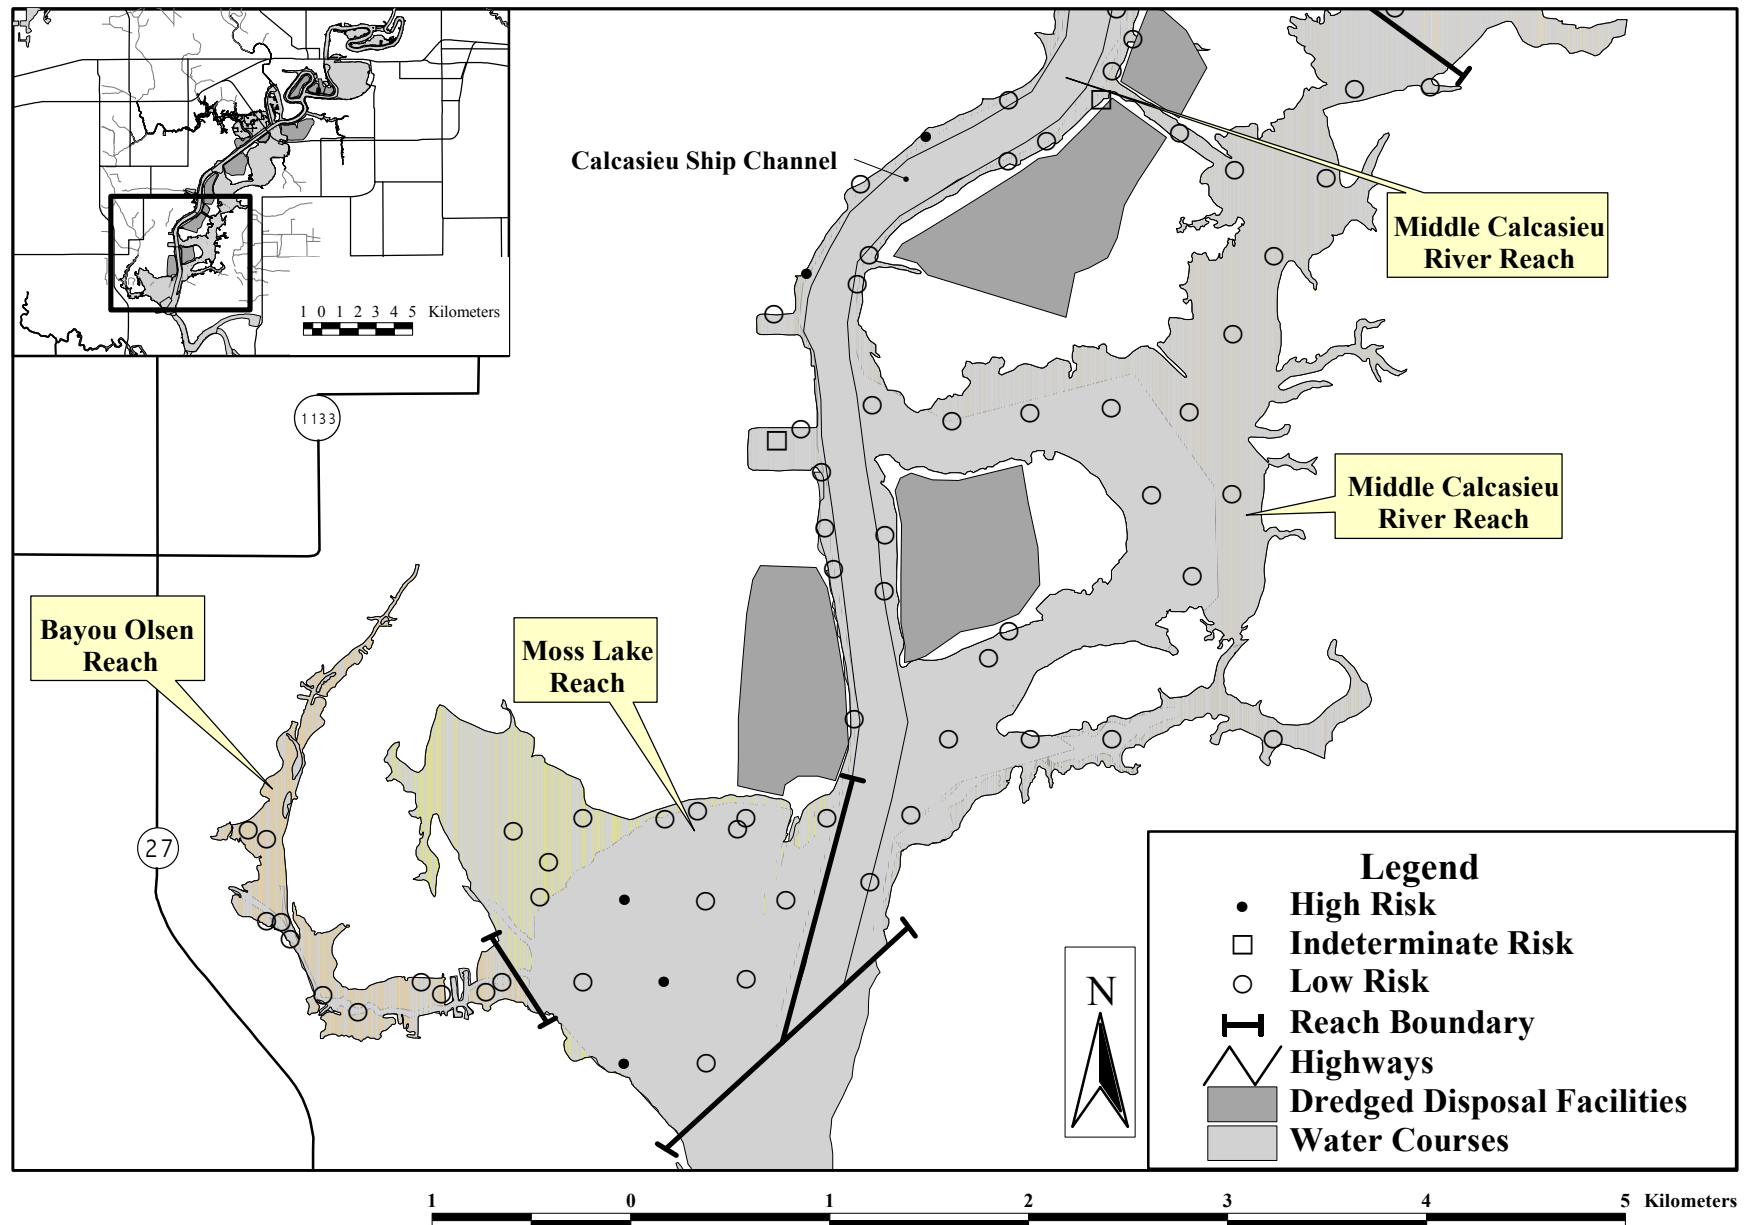 1 0 1 2 3 4 5 Kilometers
Calcasieu Ship Channel
Middle Calcasieu
River Reach
1133
Middle Calcasieu
River Reach
Bayou Olsen
Reach
Moss Lake
Reach
27
Legend
High Risk
Indeterminate Risk
Low Risk
Reach Boundary
Highways
Dredged Disposal Facilities
Water Courses
N
1 0 1 2 3 4 5 Kilometers